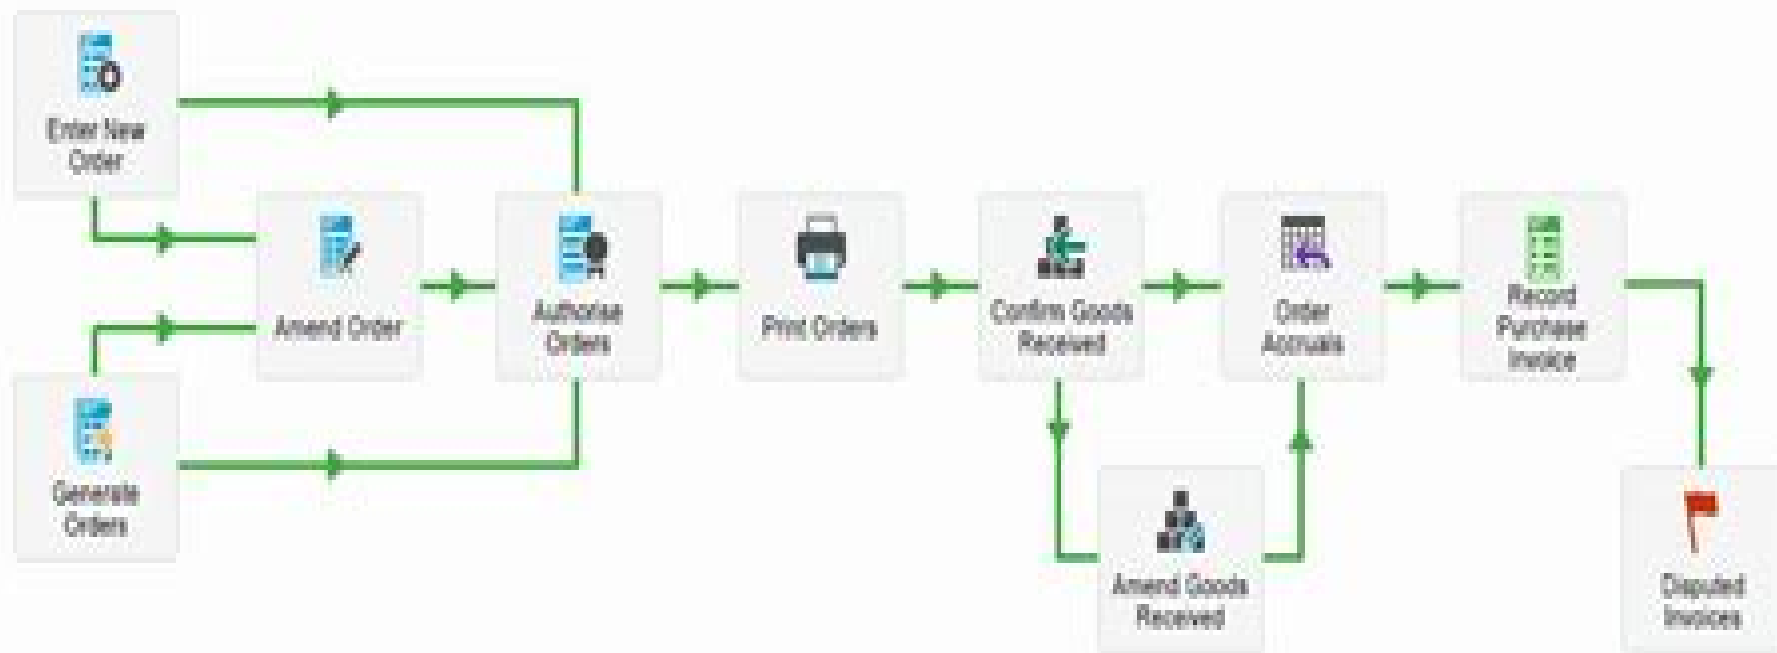 Enter New
Order
Amend Order
Authorise
Orders
Print Orders
Confirm Goods
Received
Order
Accruals
Record
Purchase
Invoice
Generate
Orders
Amend Goods
Received
Disputed
Invoices